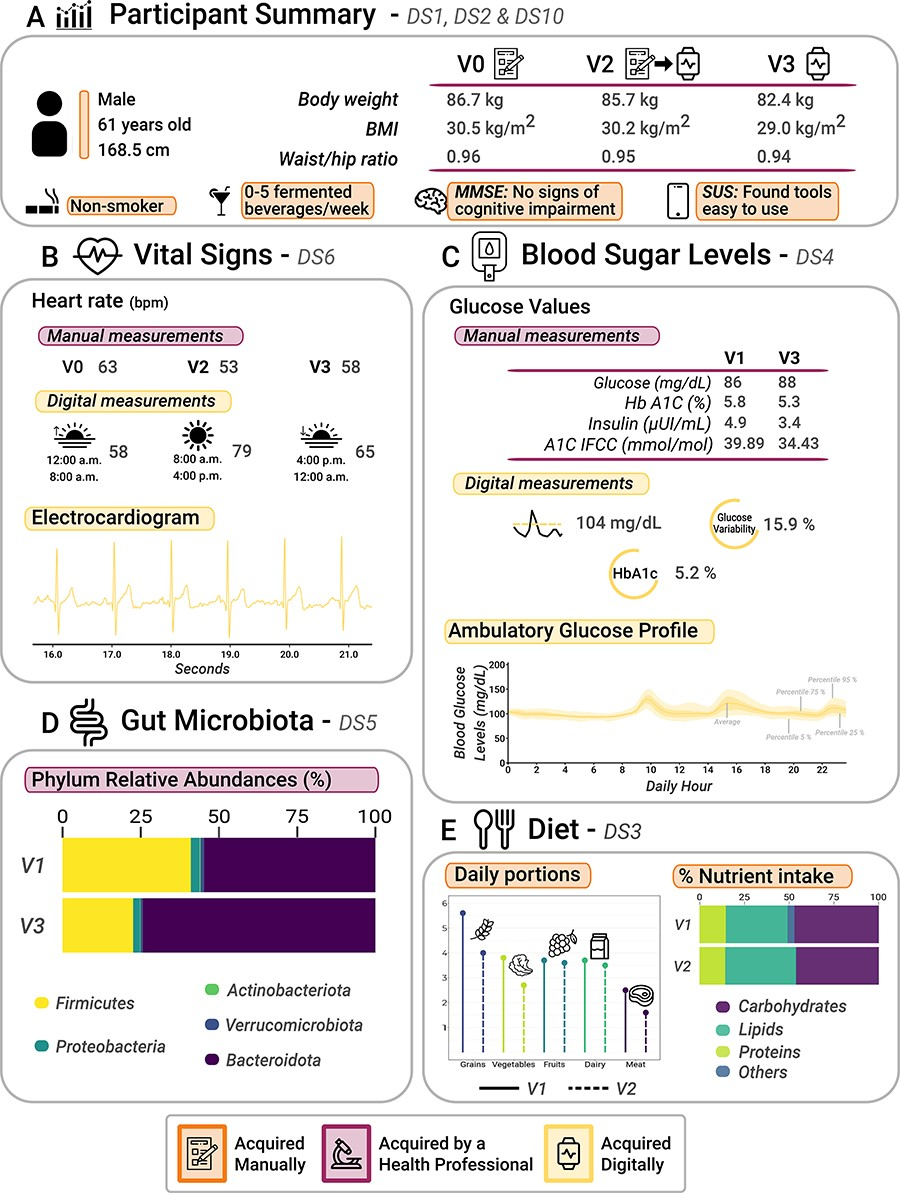 A Participant Summary - DS1, DS2 & DS10
V0 V2 V3
Male
61 years old
168.5 cm
Body weight 86.7 kg 85.7 kg 82.4 kg
BMI 30.5 kg/m2 30.2 kg/m2 29.0 kg/m2
Waist/hip ratio 0.96 0.95 0.94
Non-smoker
0-5 fermented
beverages/week
MMSE: No signs of
cognitive impairment
SUS: Found tools
easy to use
B Vital Signs - DS6
Heart rate (bpm)
Manual measurements
V0 63 V2 53 V3 58
Digital measurements
12:00 a.m.
8:00 a.m.
58
8:00 a.m.
4:00 p.m.
79
4:00 p.m.
12:00 a.m.
65
Electrocardiogram
16.0 17.0 18.0 19.0 20.0 21.0
Seconds
C Blood Sugar Levels - DS4
Glucose Values
Manual measurements
V1 V3
Glucose (mg/dL) 86 88
Hb A1C (%) 5.8 5.3
Insulin (µUI/mL) 4.9 3.4
A1C IFCC (mmol/mol) 39.89 34.43
Digital measurements
104 mg/dL
Glucose
Variability
15.9 %
HbA1c 5.2 %
Ambulatory Glucose Profile
Blood Glucose
Levels (mg/dL)
200
150
100
50
0
Percentile 95 %
Percentile 75 %
Average
Percentile 5 %
Percentile 25 %
0 2 4 6 8 10 12 14 16 18 20 22
Daily Hour
D Gut Microbiota - DS5
Phylum Relative Abundances (%)
0 25 50 75 100
V1
V3
Firmicutes
Proteobacteria
Actinobacteriota
Verrucomicrobiota
Bacteroidota
E Diet - DS3
Daily portions
6
5
4
3
2
1
Grains Vegetables Fruits Dairy Meat
V1 V2
% Nutrient intake
0 25 50 75 100
V1
V2
Carbohydrates
Lipids
Proteins
Others
Acquired
Manually
Acquired by a
Health Professional
Acquired
Digitally